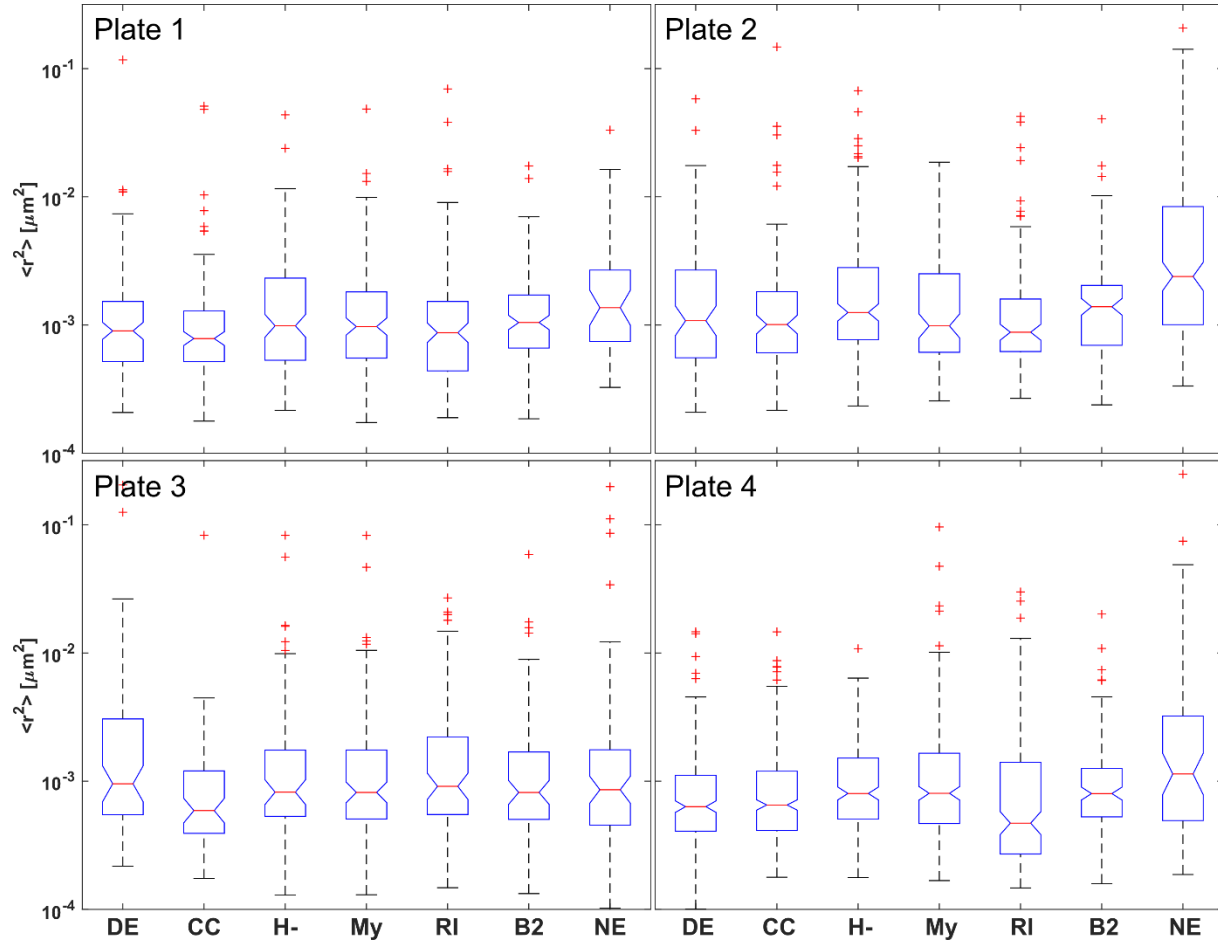 Plate 1
Plate 2
10^-1
10^-2
10^-3
10^-4
<r^2> [μm^2]
Plate 3
Plate 4
10^-1
10^-2
10^-3
10^-4
<r^2> [μm^2]
DE CC H- My RI B2 NE DE CC H- My RI B2 NE